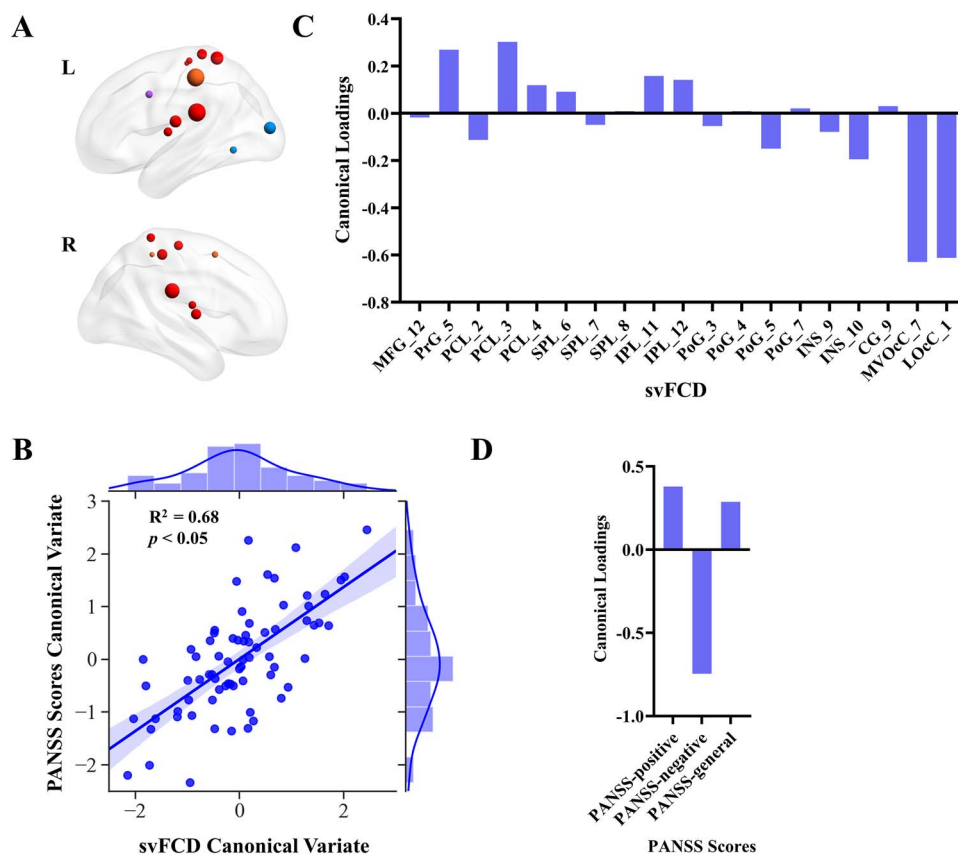 A
L
R
C
0.4
0.2
0.0
-0.2
-0.4
-0.6
-0.8
Canonical Loadings
MFG_12
PrG_5
PCL_2
PCL_3
PCL_4
SPL_6
SPL_7
SPL_8
IPL_11
IPL_12
PoG_3
PoG_4
PoG_5
PoG_7
INS_9
INS_10
CG_9
MVOcC_7
LOcC_1
svFCD
B
R² = 0.68
p < 0.05
3
2
1
0
−1
−2
PANSS Scores Canonical Variate
−2
0
2
svFCD Canonical Variate
D
0.5
0.0
-0.5
-1.0
Canonical Loadings
PANSS-positive
PANSS-negative
PANSS-general
PANSS Scores